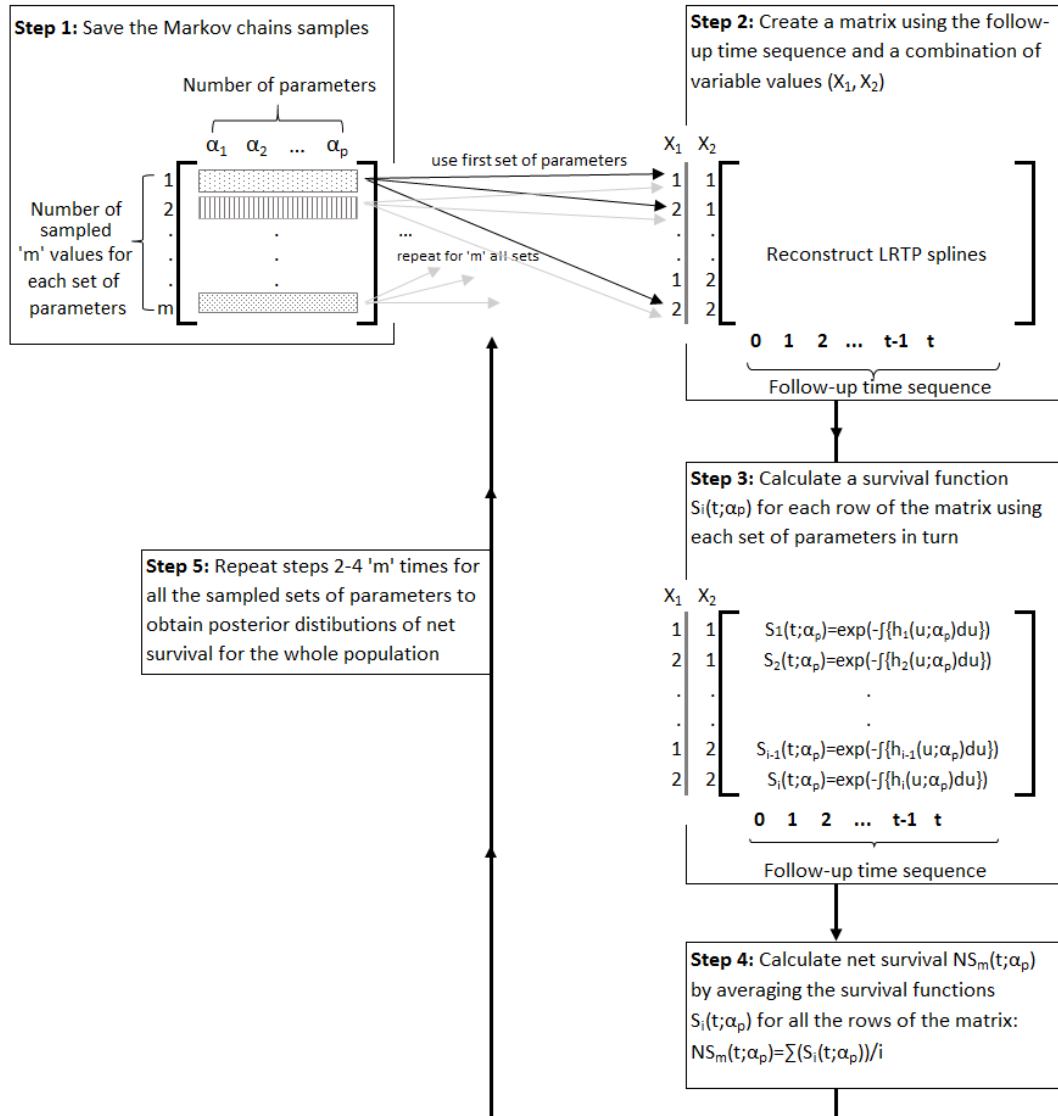 Step 1: Save the Markov chains samples
Number of parameters
α1 α2 ... αp
1
2
.
.
.
m
Number of
sampled
'm' values for
each set of
parameters
.
.
use first set of parameters
...
repeat for 'm' all sets
Step 2: Create a matrix using the follow-
up time sequence and a combination of
variable values (X1, X2)
X1 X2
1 1
2 1
. .
. .
1 2
2 2
Reconstruct LRTP splines
0 1 2 ... t-1 t
Follow-up time sequence
Step 3: Calculate a survival function
Si(t;αp) for each row of the matrix using
each set of parameters in turn
X1 X2
1 1 S1(t;αp)=exp(-∫{h1(u;αp)du})
2 1 S2(t;αp)=exp(-∫{h2(u;αp)du})
. . .
. . .
1 2 Si-1(t;αp)=exp(-∫{hi-1(u;αp)du})
2 2 Si(t;αp)=exp(-∫{hi(u;αp)du})
0 1 2 ... t-1 t
Follow-up time sequence
Step 4: Calculate net survival NSm(t;αp)
by averaging the survival functions
Si(t;αp) for all the rows of the matrix:
NSm(t;αp)=∑(Si(t;αp))/i
Step 5: Repeat steps 2-4 'm' times for
all the sampled sets of parameters to
obtain posterior distibutions of net
survival for the whole population